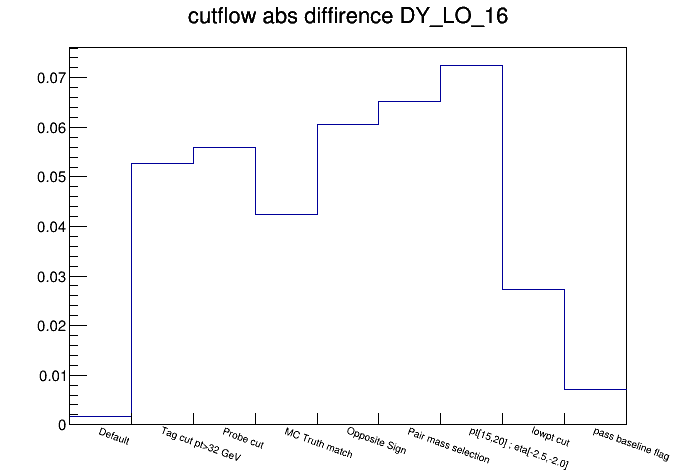 cutflow abs diffirence DY_LO_16
0.07
0.06
0.05
0.04
0.03
0.02
0.01
0
Default
Tag cut pt>32 GeV
Probe cut
MC Truth match
Opposite Sign
Pair mass selection
pt[15,20] : eta[-2.5,-2.0]
lowpt cut
pass baseline flag